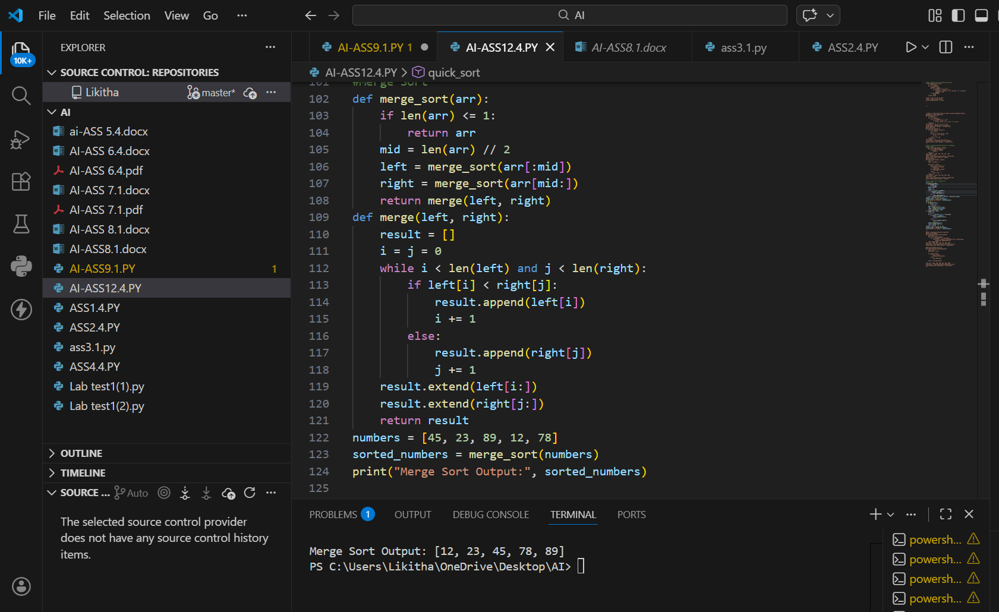 File Edit Selection View Go ···
AI
EXPLORER ···
10K+
AI-ASS9.1.PY 1
AI-ASS12.4.PY
AI-ASS8.1.docx
ass3.1.py
ASS2.4.PY
···
AI-ASS12.4.PY > quick_sort
SOURCE CONTROL: REPOSITORIES
Likitha master* ···
AI
ai-ASS 5.4.docx
AI-ASS 6.4.docx
AI-ASS 6.4.pdf
AI-ASS 7.1.docx
AI-ASS 7.1.pdf
AI-ASS 8.1.docx
AI-ASS8.1.docx
AI-ASS9.1.PY 1
AI-ASS12.4.PY
ASS1.4.PY
ASS2.4.PY
ass3.1.py
ASS4.4.PY
Lab test1(1).py
Lab test1(2).py
OUTLINE
TIMELINE
SOURCE ... Auto ···
The selected source control provider
does not have any source control history
items.
101 #Merge Sort
102 def merge_sort(arr):
103     if len(arr) <= 1:
104         return arr
105     mid = len(arr) // 2
106     left = merge_sort(arr[:mid])
107     right = merge_sort(arr[mid:])
108     return merge(left, right)
109 def merge(left, right):
110     result = []
111     i = j = 0
112     while i < len(left) and j < len(right):
113         if left[i] < right[j]:
114             result.append(left[i])
115             i += 1
116         else:
117             result.append(right[j])
118             j += 1
119     result.extend(left[i:])
120     result.extend(right[j:])
121     return result
122 numbers = [45, 23, 89, 12, 78]
123 sorted_numbers = merge_sort(numbers)
124 print("Merge Sort Output:", sorted_numbers)
125
PROBLEMS 1 OUTPUT DEBUG CONSOLE TERMINAL PORTS ···
Merge Sort Output: [12, 23, 45, 78, 89]
PS C:\Users\Likitha\OneDrive\Desktop\AI>
powersh...
powersh...
powersh...
powersh...